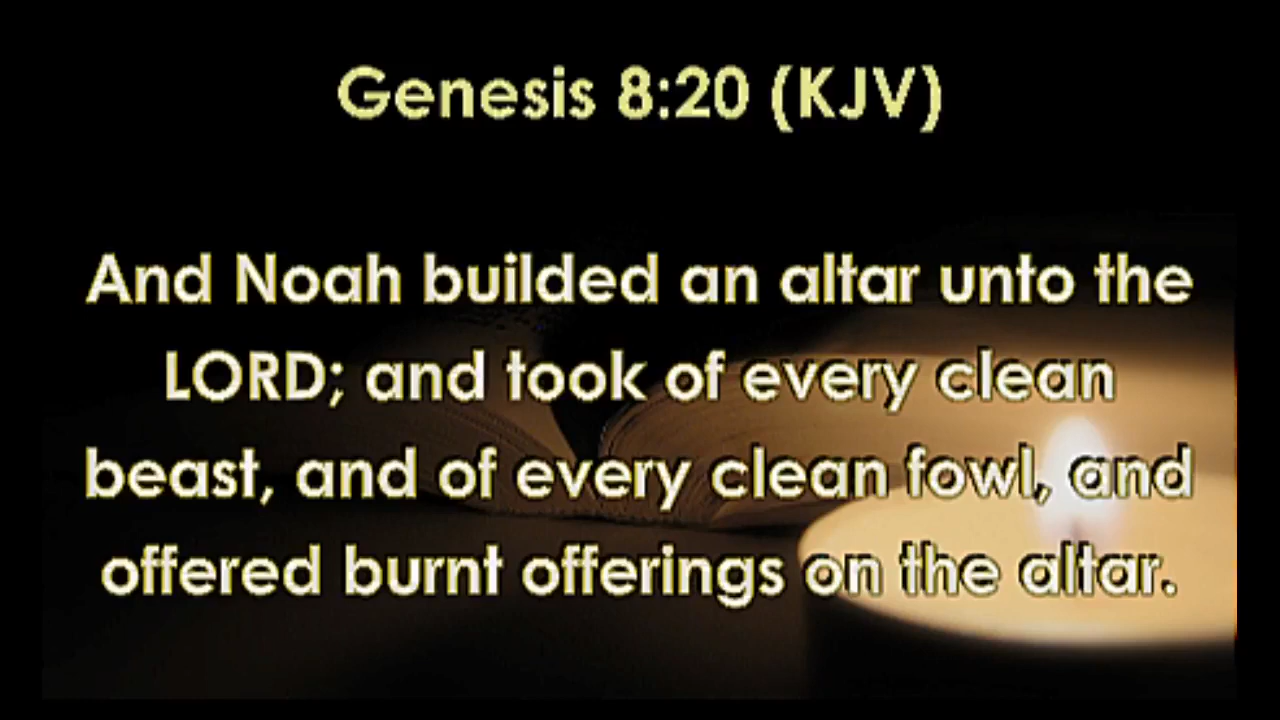 Genesis 8:20 (KJV)
And Noah builded an altar unto the
LORD; and took of every clean
beast, and of every clean fowl, and
offered burnt offerings on the altar.